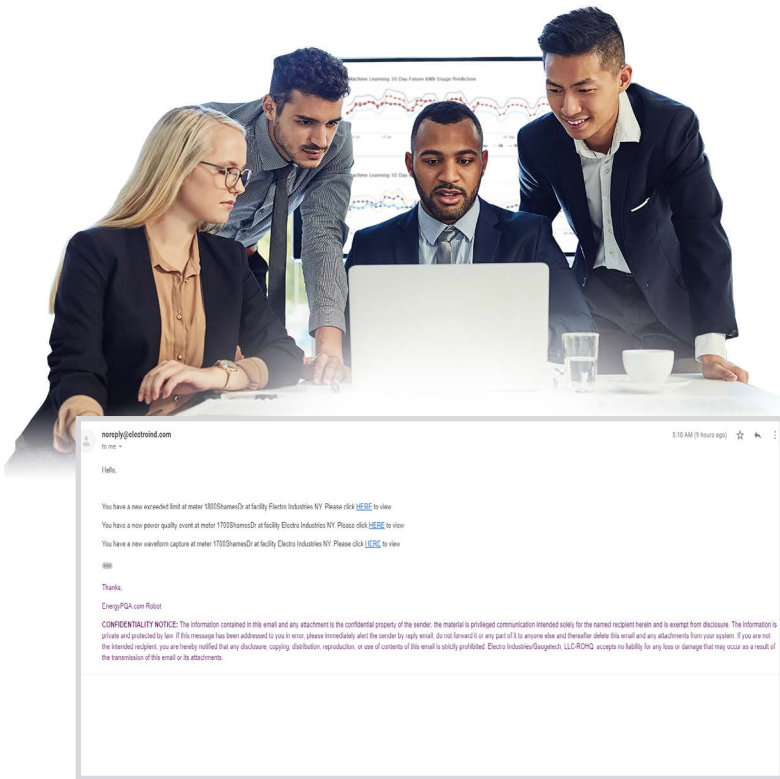 Machine Learning 30 Day Future kWh Usage Prediction
Machine Learning 30 Day
noreply@electroind.com
5:10 AM (9 hours ago)
to me
Hello,
You have a new exceeded limit at meter 1800ShamesDr at facility Electro Industries NY. Please click HERE to view
You have a new power quality event at meter 1700ShamesDr at facility Electro Industries NY. Please click HERE to view
You have a new waveform capture at meter 1700ShamesDr at facility Electro Industries NY. Please click HERE to view
Thanks,
EnergyPQA.com Robot
CONFIDENTIALITY NOTICE: The information contained in this email and any attachment is the confidential property of the sender, the material is privileged communication intended solely for the named recipient herein and is exempt from disclosure. The information is
private and protected by law. If this message has been addressed to you in error, please immediately alert the sender by reply email, do not forward it or any part of it to anyone else and thereafter delete this email and any attachments from your system. If you are not
the intended recipient, you are hereby notified that any disclosure, copying, distribution, reproduction, or use of contents of this email is strictly prohibited. Electro Industries/Gaugetech, LLC-ROHQ, accepts no liability for any loss or damage that may occur as a result of
the transmission of this email or its attachments.